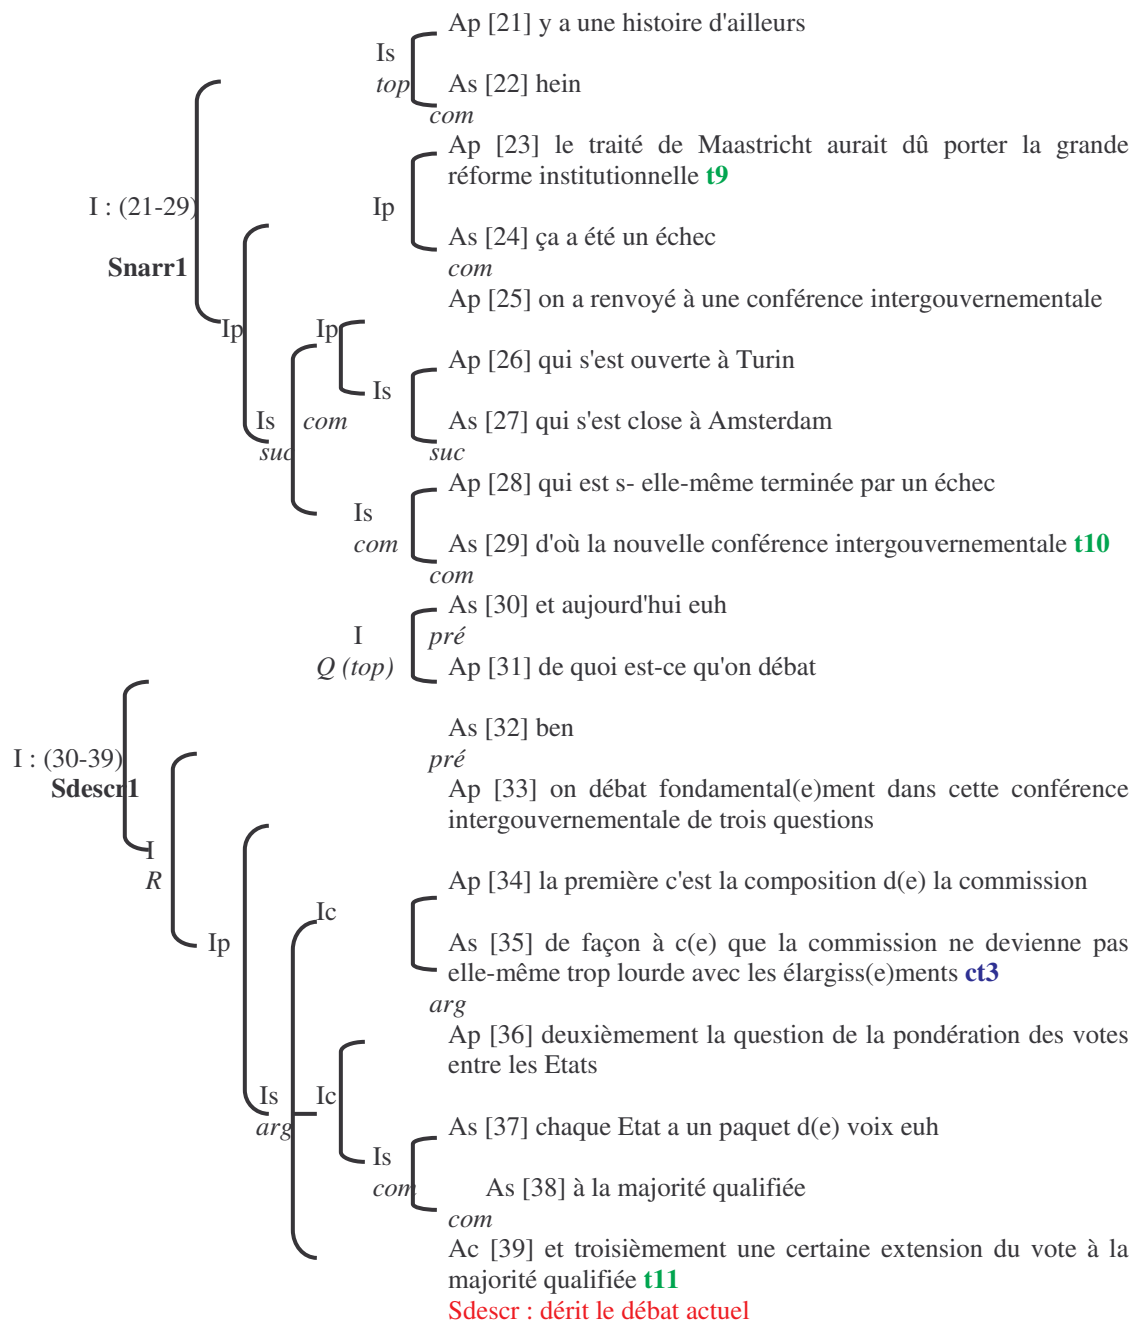 Ap [21] y a une histoire d'ailleurs
Is
top
As [22] hein
com
Ap [23] le traité de Maastricht aurait dû porter la grande
réforme institutionnelle t9
I : (21-29)
Ip
As [24] ça a été un échec
Snarr1
com
Ap [25] on a renvoyé à une conférence intergouvernementale
Ip
Ip
Ap [26] qui s'est ouverte à Turin
Is
Is
com
As [27] qui s'est close à Amsterdam
suc
suc
Ap [28] qui est s- elle-même terminée par un échec
Is
com
As [29] d'où la nouvelle conférence intergouvernementale t10
com
As [30] et aujourd'hui euh
I
pré
Q (top)
Ap [31] de quoi est-ce qu'on débat
As [32] ben
I : (30-39)
pré
Sdescr1
Ap [33] on débat fondamental(e)ment dans cette conférence
intergouvernementale de trois questions
I
R
Ap [34] la première c'est la composition d(e) la commission
Ic
Ip
As [35] de façon à c(e) que la commission ne devienne pas
elle-même trop lourde avec les élargiss(e)ments ct3
arg
Ap [36] deuxièmement la question de la pondération des votes
entre les Etats
Is
Ic
arg
As [37] chaque Etat a un paquet d(e) voix euh
Is
com
As [38] à la majorité qualifiée
com
Ac [39] et troisièmement une certaine extension du vote à la
majorité qualifiée t11
Sdescr : dérit le débat actuel